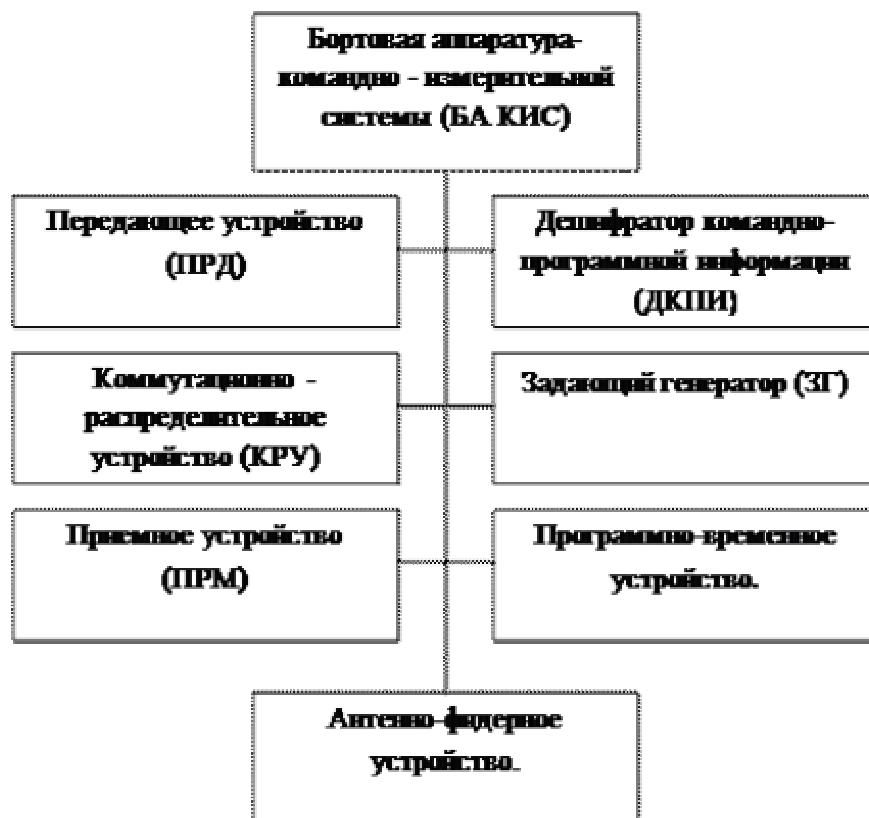 Бортовая аппаратура-
командно - измерительной
системы (БА КИС)
Передающее устройство
(ПРД)
Дешифратор командно-
программной информации
(ДКПИ)
Коммутационно -
распределительное
устройство (КРУ)
Задающий генератор (ЗГ)
Приемное устройство
(ПРМ)
Программно-временное
устройство.
Антенно-фидерное
устройство.